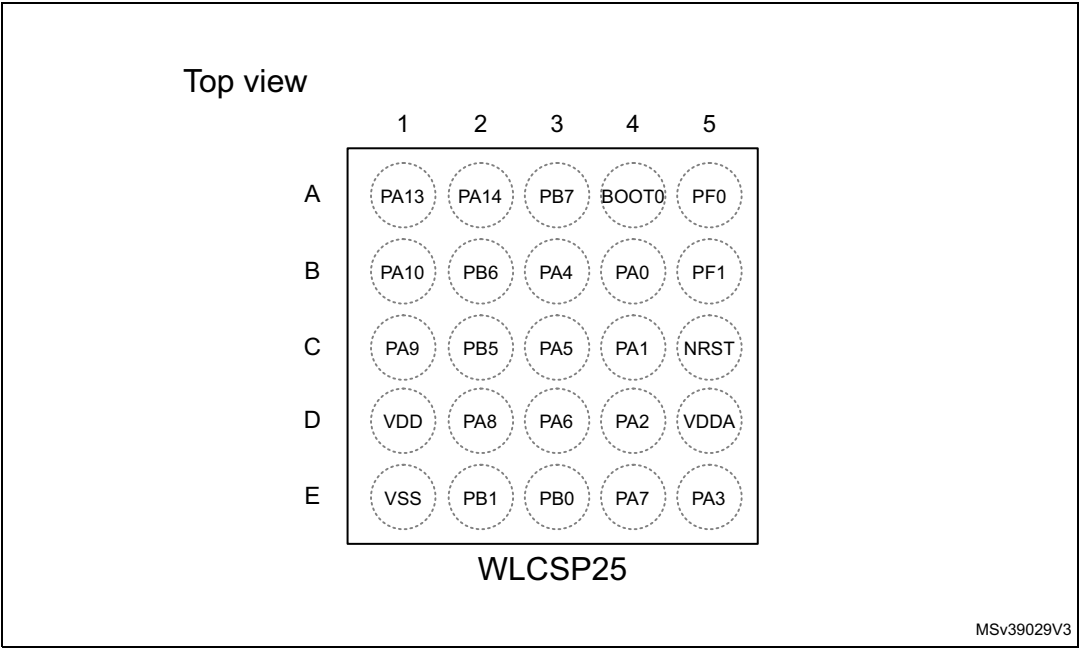 Top view
1 2 3 4 5
A PA13 PA14 PB7 BOOT0 PF0
B PA10 PB6 PA4 PA0 PF1
C PA9 PB5 PA5 PA1 NRST
D VDD PA8 PA6 PA2 VDDA
E VSS PB1 PB0 PA7 PA3
WLCSP25
MSv39029V3